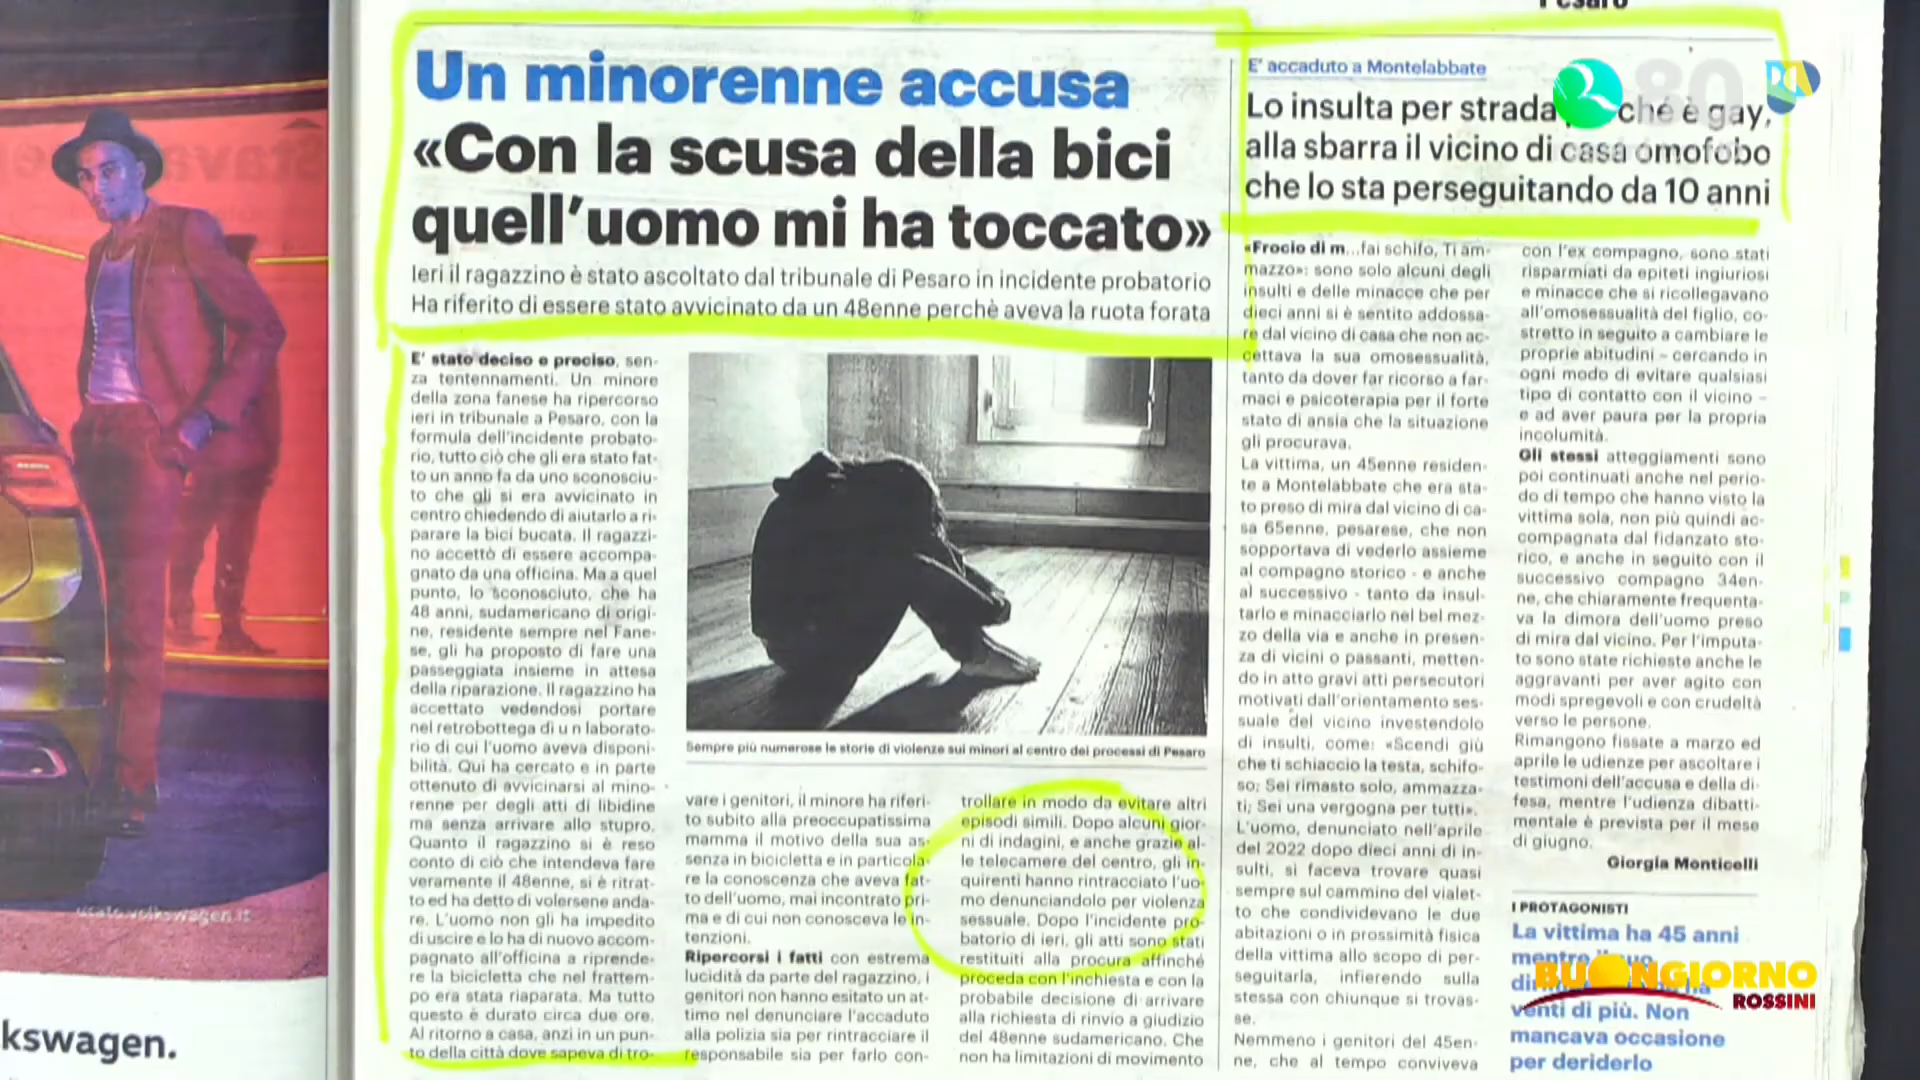 Un minorenne accusa
«Con la scusa della bici
quell'uomo mi ha toccato»
Ieri il ragazzino è stato ascoltato dal tribunale di Pesaro in incidente probatorio
Ha riferito di essere stato avvicinato da un 48enne perchè aveva la ruota forata
E' stato deciso e preciso, sen-
za tentennamenti. Un minore
della zona fanese ha ripercorso
ieri in tribunale a Pesaro, con la
formula dell'incidente probato-
rio, tutto ciò che gli era stato fat-
to un anno fa da uno sconosciu-
to che gli si era avvicinato in
centro chiedendo di aiutarlo a ri-
parare la bici bucata. Il ragazzi-
no accettò di essere accompa-
gnato da una officina. Ma a quel
punto, lo sconosciuto, che ha
48 anni, sudamericano di origi-
ne, residente sempre nel Fane-
se, gli ha proposto di fare una
passeggiata insieme in attesa
della riparazione. Il ragazzino ha
accettato vedendosi portare
nel retrobottega di u n laborato-
rio di cui l'uomo aveva disponi-
bilità. Qui ha cercato e in parte
ottenuto di avvicinarsi al mino-
renne per degli atti di libidine
ma senza arrivare allo stupro.
Quanto il ragazzino si è reso
conto di ciò che intendeva fare
veramente il 48enne, si è ritrat-
to ed ha detto di volersene anda-
re. L'uomo non gli ha impedito
di uscire e lo ha di nuovo accom-
pagnato all'officina a riprende-
re la bicicletta che nel frattem-
po era stata riaparata. Ma tutto
questo è durato circa due ore.
Al ritorno a casa, anzi in un pun-
to della città dove sapeva di tro-
Sempre più numerose le storie di violenze sui minori al centro dei processi di Pesaro
vare i genitori, il minore ha riferi-
to subito alla preoccupatissima
mamma il motivo della sua as-
senza in bicicletta e in particola-
re la conoscenza che aveva fat-
to dell'uomo, mai incontrato pri-
ma e di cui non conosceva le in-
tenzioni.
Ripercorsi i fatti con estrema
lucidità da parte del ragazzino, i
genitori non hanno esitato un at-
timo nel denunciare l'accaduto
alla polizia sia per rintracciare il
responsabile sia per farlo con-
trollare in modo da evitare altri
episodi simili. Dopo alcuni gior-
ni di indagini, e anche grazie al-
le telecamere del centro, gli in-
quirenti hanno rintracciato l'uo-
mo denunciandolo per violenza
sessuale. Dopo l'incidente pro-
batorio di ieri, gli atti sono stati
restituiti alla procura affinché
proceda con l'inchiesta e con la
probabile decisione di arrivare
alla richiesta di rinvio a giudizio
del 48enne sudamericano. Che
non ha limitazioni di movimento
E' accaduto a Montelabbate
Lo insulta per strada ché è gay,
alla sbarra il vicino di casa omofobo
che lo sta perseguitando da 10 anni
«Frocio di m...fai schifo, Ti am-
mazzo»: sono solo alcuni degli
insulti e delle minacce che per
dieci anni si è sentito addossa-
re dal vicino di casa che non ac-
cettava la sua omosessualità,
tanto da dover far ricorso a far-
maci e psicoterapia per il forte
stato di ansia che la situazione
gli procurava.
La vittima, un 45enne residen-
te a Montelabbate che era sta-
to preso di mira dal vicino di ca-
sa 65enne, pesarese, che non
sopportava di vederlo assieme
al compagno storico - e anche
al successivo - tanto da insul-
tarlo e minacciarlo nel bel mez-
zo della via e anche in presen-
za di vicini o passanti, metten-
do in atto gravi atti persecutori
motivati dall'orientamento ses-
suale del vicino investendolo
di insulti, come: «Scendi giù
che ti schiaccio la testa, schifo-
so; Sei rimasto solo, ammazza-
ti; Sei una vergogna per tutti».
L'uomo, denunciato nell'aprile
del 2022 dopo dieci anni di in-
sulti, si faceva trovare quasi
sempre sul cammino del vialet-
to che condividevano le due
abitazioni o in prossimità fisica
della vittima allo scopo di per-
seguitarla, infierendo sulla
stessa con chiunque si trovas-
se.
Nemmeno i genitori del 45en-
ne, che al tempo conviveva
con l'ex compagno, sono stati
risparmiati da epiteti ingiuriosi
e minacce che si ricollegavano
all'omosessualità del figlio, co-
stretto in seguito a cambiare le
proprie abitudini - cercando in
ogni modo di evitare qualsiasi
tipo di contatto con il vicino -
e ad aver paura per la propria
incolumità.
Gli stessi atteggiamenti sono
poi continuati anche nel perio-
do di tempo che hanno visto la
vittima sola, non più quindi ac-
compagnata dal fidanzato sto-
rico, e anche in seguito con il
successivo compagno 34en-
ne, che chiaramente frequenta-
va la dimora dell'uomo preso
di mira dal vicino. Per l'imputa-
to sono state richieste anche le
aggravanti per aver agito con
modi spregevoli e con crudeltà
verso le persone.
Rimangono fissate a marzo ed
aprile le udienze per ascoltare i
testimoni dell'accusa e della di-
fesa, mentre l'udienza dibatti-
mentale è prevista per il mese
di giugno.
Giorgia Monticelli
I PROTAGONISTI
La vittima ha 45 anni
mentre
venti di più. Non
mancava occasione
per deriderlo
BUONGIORNO
ROSSINI
80
usato.volkswagen.it
kswagen.